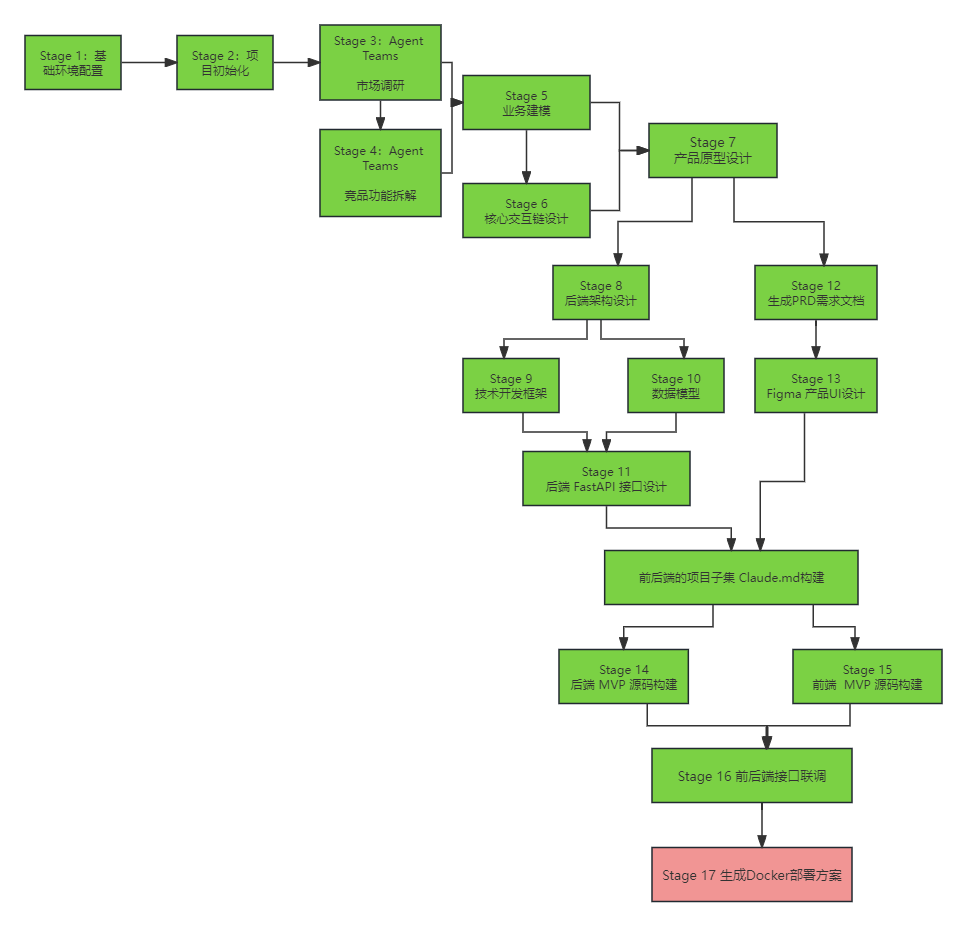 Stage 1：基
础环境配置
Stage 2：项
目初始化
Stage 3：Agent
Teams
市场调研
Stage 4：Agent
Teams
竞品功能拆解
Stage 5
业务建模
Stage 6
核心交互链设计
Stage 7
产品原型设计
Stage 8
后端架构设计
Stage 12
生成PRD需求文档
Stage 9
技术开发框架
Stage 10
数据模型
Stage 13
Figma 产品UI设计
Stage 11
后端 FastAPI 接口设计
前后端的项目子集 Claude.md构建
Stage 14
后端 MVP 源码构建
Stage 15
前端  MVP 源码构建
Stage 16 前后端接口联调
Stage 17 生成Docker部署方案